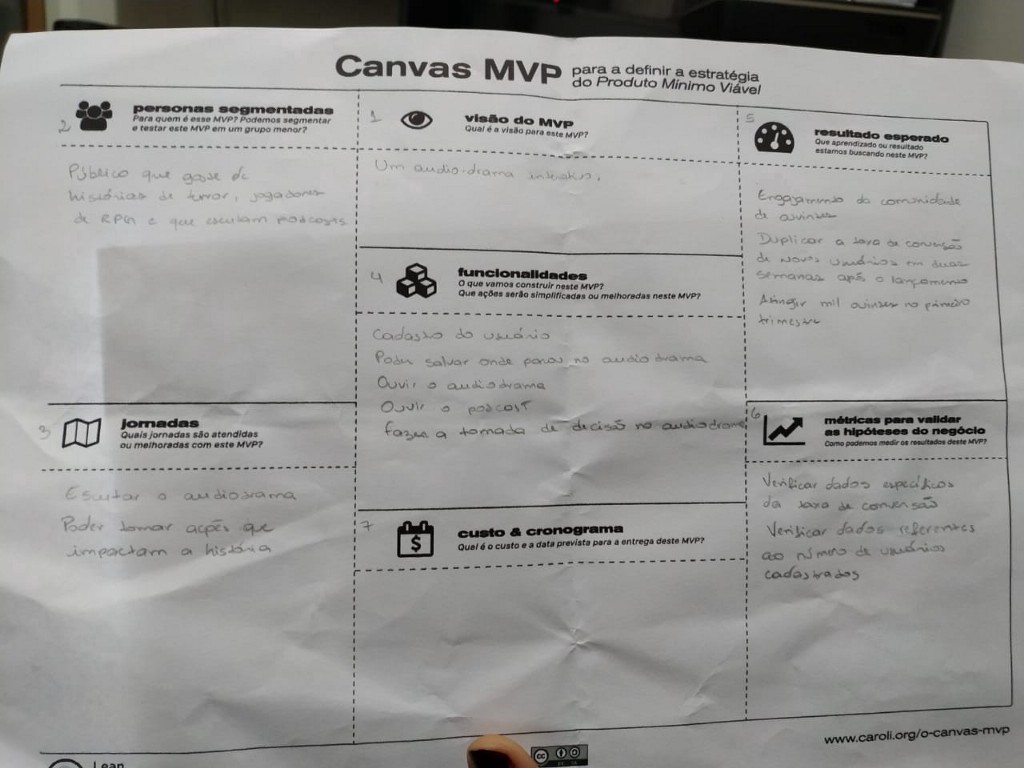 Canvas MVP para a definir a estratégia
do Produto Mínimo Viável
2
personas segmentadas
Para quem é esse MVP? Podemos segmentar
e testar este MVP em um grupo menor?
Público que goste de
histórias de terror, jogadores
de RPG e que escutam podcasts
3
jornadas
Quais jornadas são atendidas
ou melhoradas com este MVP?
Escutar o audiodrama
Poder tomar acções que
impactam a história
1
visão do MVP
Qual é a visão para este MVP?
Um audiodrama interativo.
4
funcionalidades
O que vamos construir neste MVP?
Que ações serão simplificadas ou melhoradas neste MVP?
Cadastro do usuário
Poder salvar onde parou no audiodrama
Ouvir o audiodrama
Ouvir o podcast
Fazer a tomada de decisão no audiodrama
7
custo & cronograma
Qual é o custo e a data prevista para a entrega deste MVP?
5
resultado esperado
Que aprendizado ou resultado
estamos buscando neste MVP?
Engajamento da comunidade
de ouvintes
Duplicar a taxa de conversão
de novos usuários em duas
semanas após o lançamento
Atingir mil ouvintes no primeiro
trimestre
6
métricas para validar
as hipóteses do negócio
Como podemos medir os resultados deste MVP?
Verificar dados específicos
da taxa de conversão
Verificar dados referentes
ao número de usuários
cadastrados
www.caroli.org/o-canvas-mvp
Lean
cc